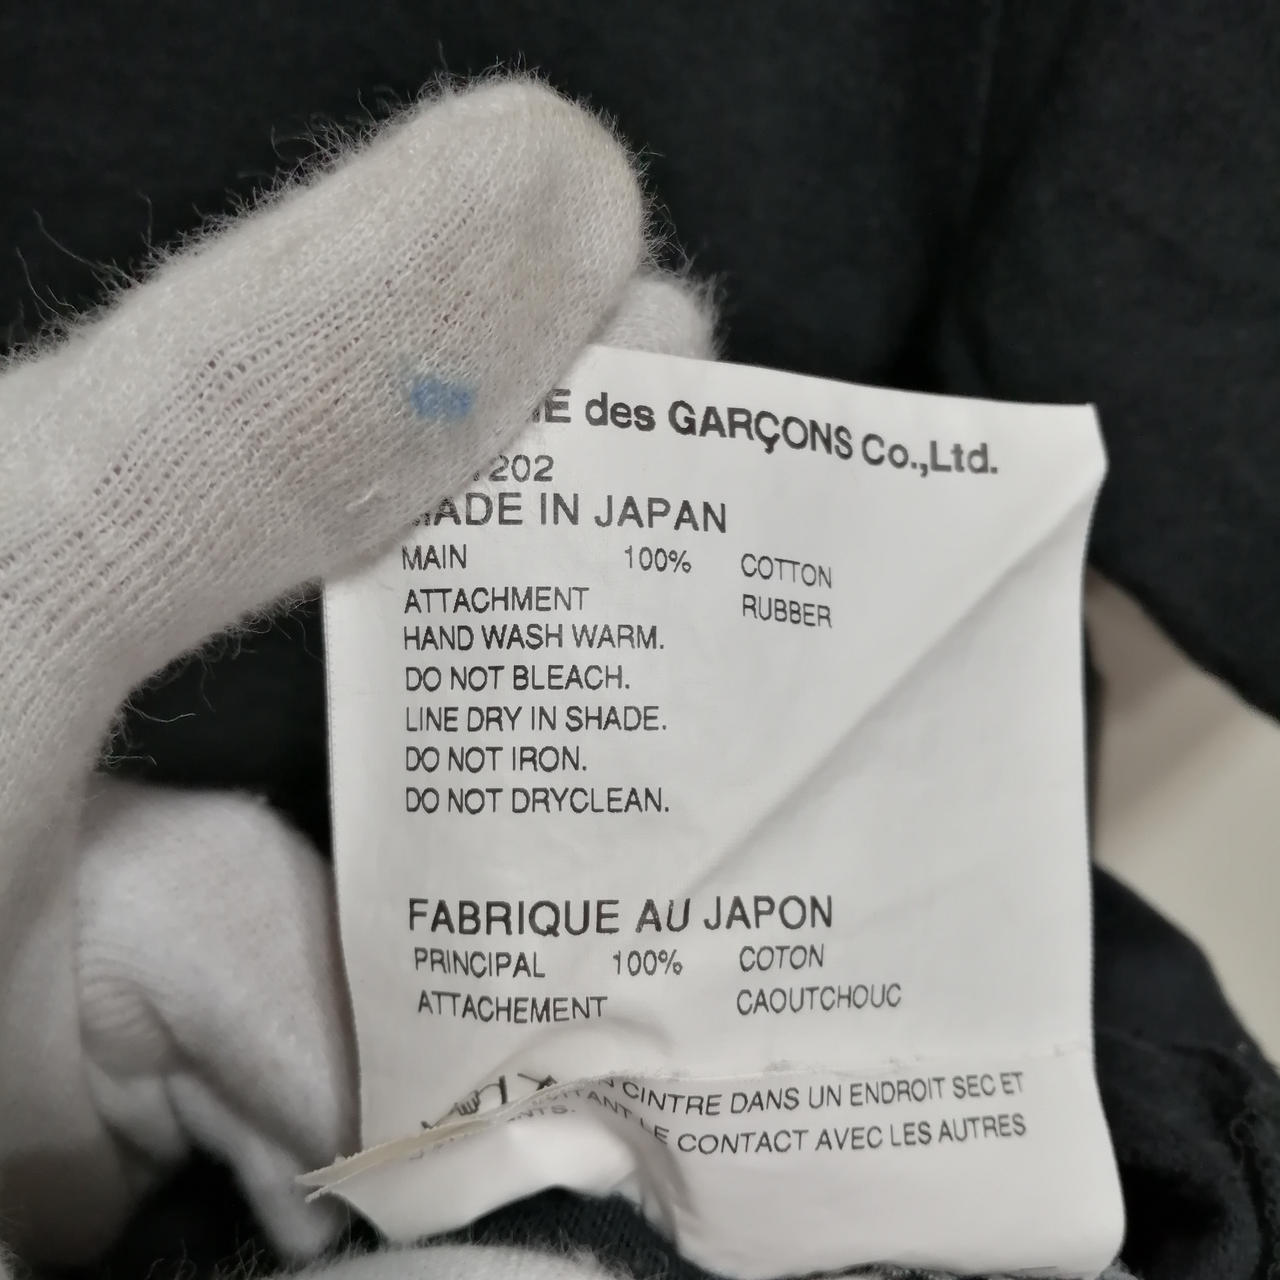 des GARÇONS Co.,Ltd.
202
MADE IN JAPAN
MAIN 100% COTTON
ATTACHMENT RUBBER
HAND WASH WARM.
DO NOT BLEACH.
LINE DRY IN SHADE.
DO NOT IRON.
DO NOT DRYCLEAN.
FABRIQUE AU JAPON
PRINCIPAL 100% COTON
ATTACHEMENT CAOUTCHOUC
CINTRE DANS UN ENDROIT SEC ET
LE CONTACT AVEC LES AUTRES